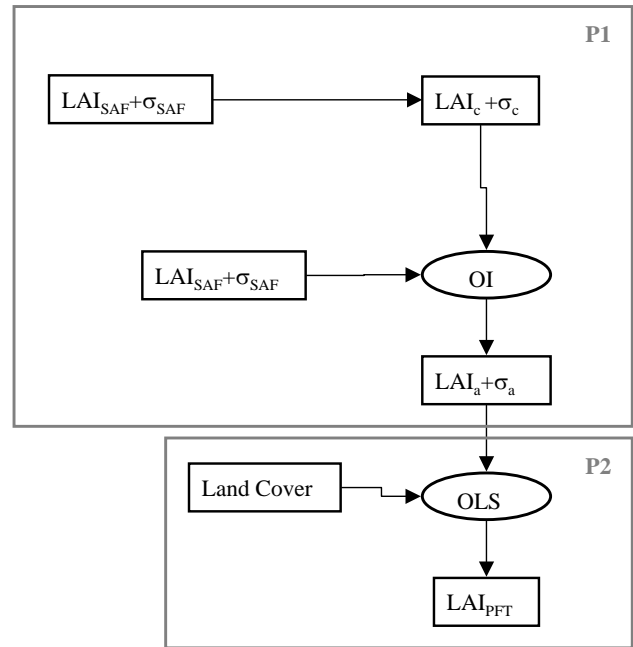 P1
LAI_SAF+σ_SAF
LAI_c+σ_c
LAI_SAF+σ_SAF
OI
LAI_a+σ_a
P2
Land Cover
OLS
LAI_PFT